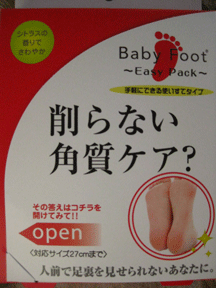 シトラスの
香りで
さわやか
Baby Foot®
〜Easy Pack〜
手軽にできる使いすてタイプ
削らない
角質ケア?
その答えはコチラを
開けてみて!!
open
〈対応サイズ27cmまで〉
人前で足裏を見せられないあなたに。